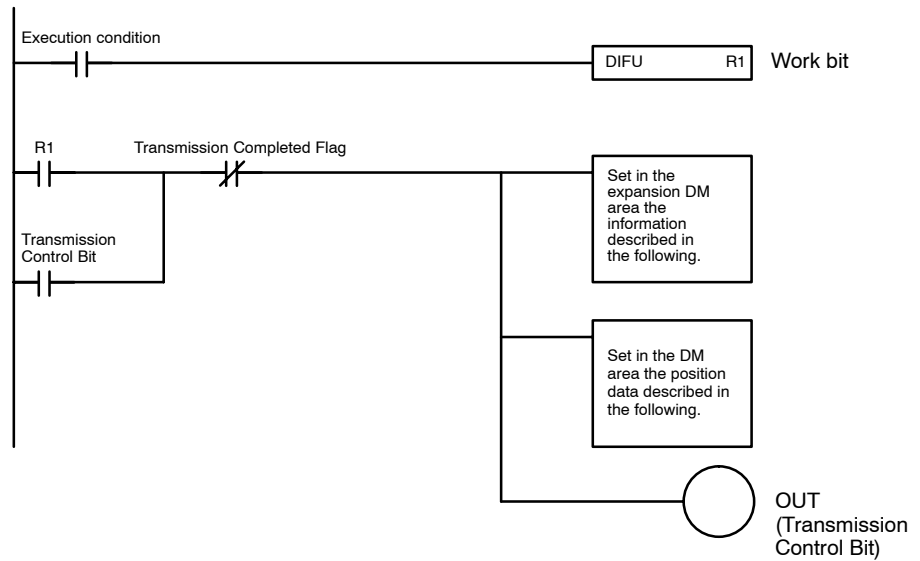 Execution condition
DIFU R1
Work bit
R1
Transmission Completed Flag
Transmission
Control Bit
Set in the
expansion DM
area the
information
described in
the following.
Set in the DM
area the position
data described in
the following.
OUT
(Transmission
Control Bit)